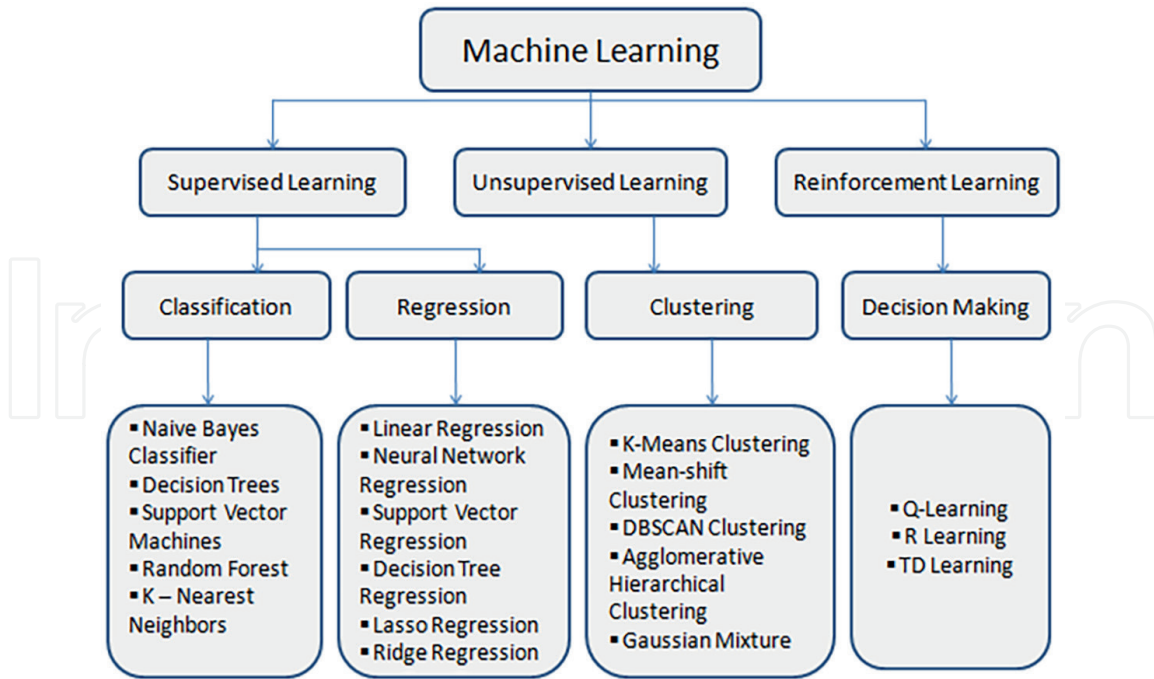 Machine Learning
Supervised Learning
Unsupervised Learning
Reinforcement Learning
Classification
Regression
Clustering
Decision Making
▪ Naive Bayes
Classifier
▪ Decision Trees
▪ Support Vector
Machines
▪ Random Forest
▪ K – Nearest
Neighbors
▪ Linear Regression
▪ Neural Network
Regression
▪ Support Vector
Regression
▪ Decision Tree
Regression
▪ Lasso Regression
▪ Ridge Regression
▪ K-Means Clustering
▪ Mean-shift
Clustering
▪ DBSCAN Clustering
▪ Agglomerative
Hierarchical
Clustering
▪ Gaussian Mixture
▪ Q-Learning
▪ R Learning
▪ TD Learning